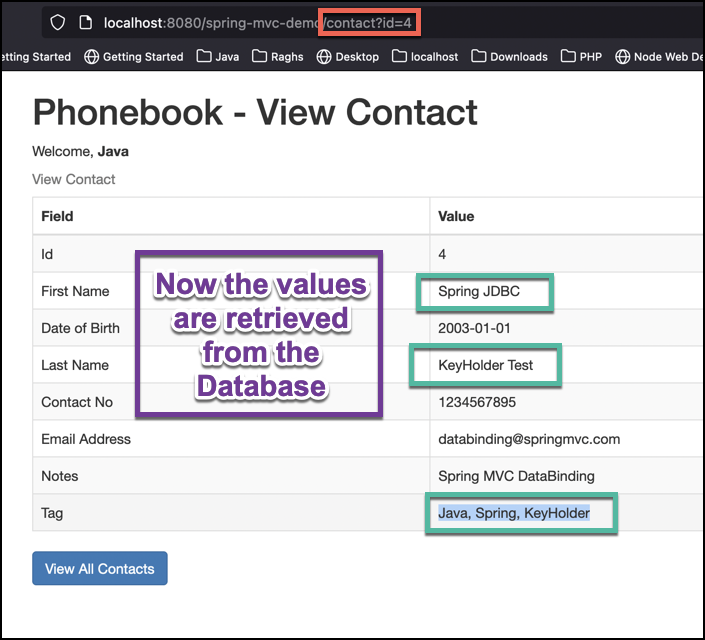 localhost:8080/spring-mvc-demo/contact?id=4
etting Started Getting Started Java Raghs Desktop localhost Downloads PHP Node Web De
Phonebook - View Contact
Welcome, Java
View Contact
Field Value
Id 4
First Name Spring JDBC
Date of Birth 2003-01-01
Last Name KeyHolder Test
Contact No 1234567895
Email Address databinding@springmvc.com
Notes Spring MVC DataBinding
Tag Java, Spring, KeyHolder
Now the values
are retrieved
from the
Database
View All Contacts